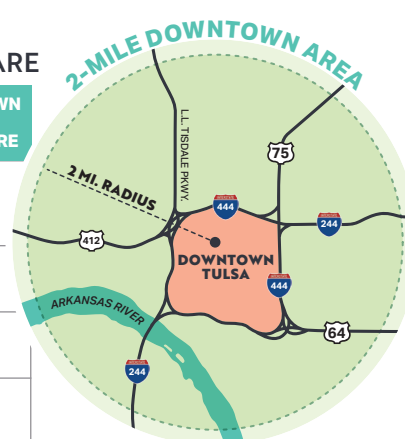 ARE
WN
RE
2-MILE DOWNTOWN AREA
L.L. TISDALE PKWY.
75
2 MI. RADIUS
444
244
412
DOWNTOWN
TULSA
444
ARKANSAS RIVER
64
244